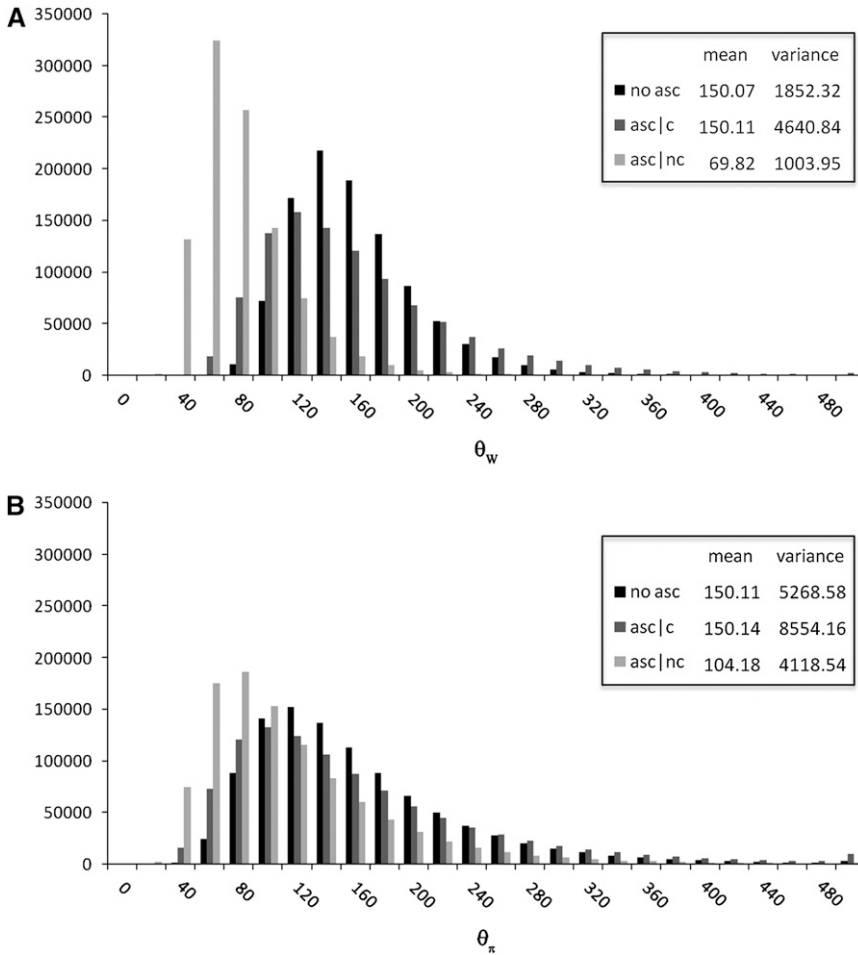 A
350000
300000
250000
200000
150000
100000
50000
0
0 40 80 120 160 200 240 280 320 360 400 440 480
θW
mean variance
no asc 150.07 1852.32
asc|c 150.11 4640.84
asc|nc 69.82 1003.95
B
350000
300000
250000
200000
150000
100000
50000
0
0 40 80 120 160 200 240 280 320 360 400 440 480
θπ
mean variance
no asc 150.11 5268.58
asc|c 150.14 8554.16
asc|nc 104.18 4118.54